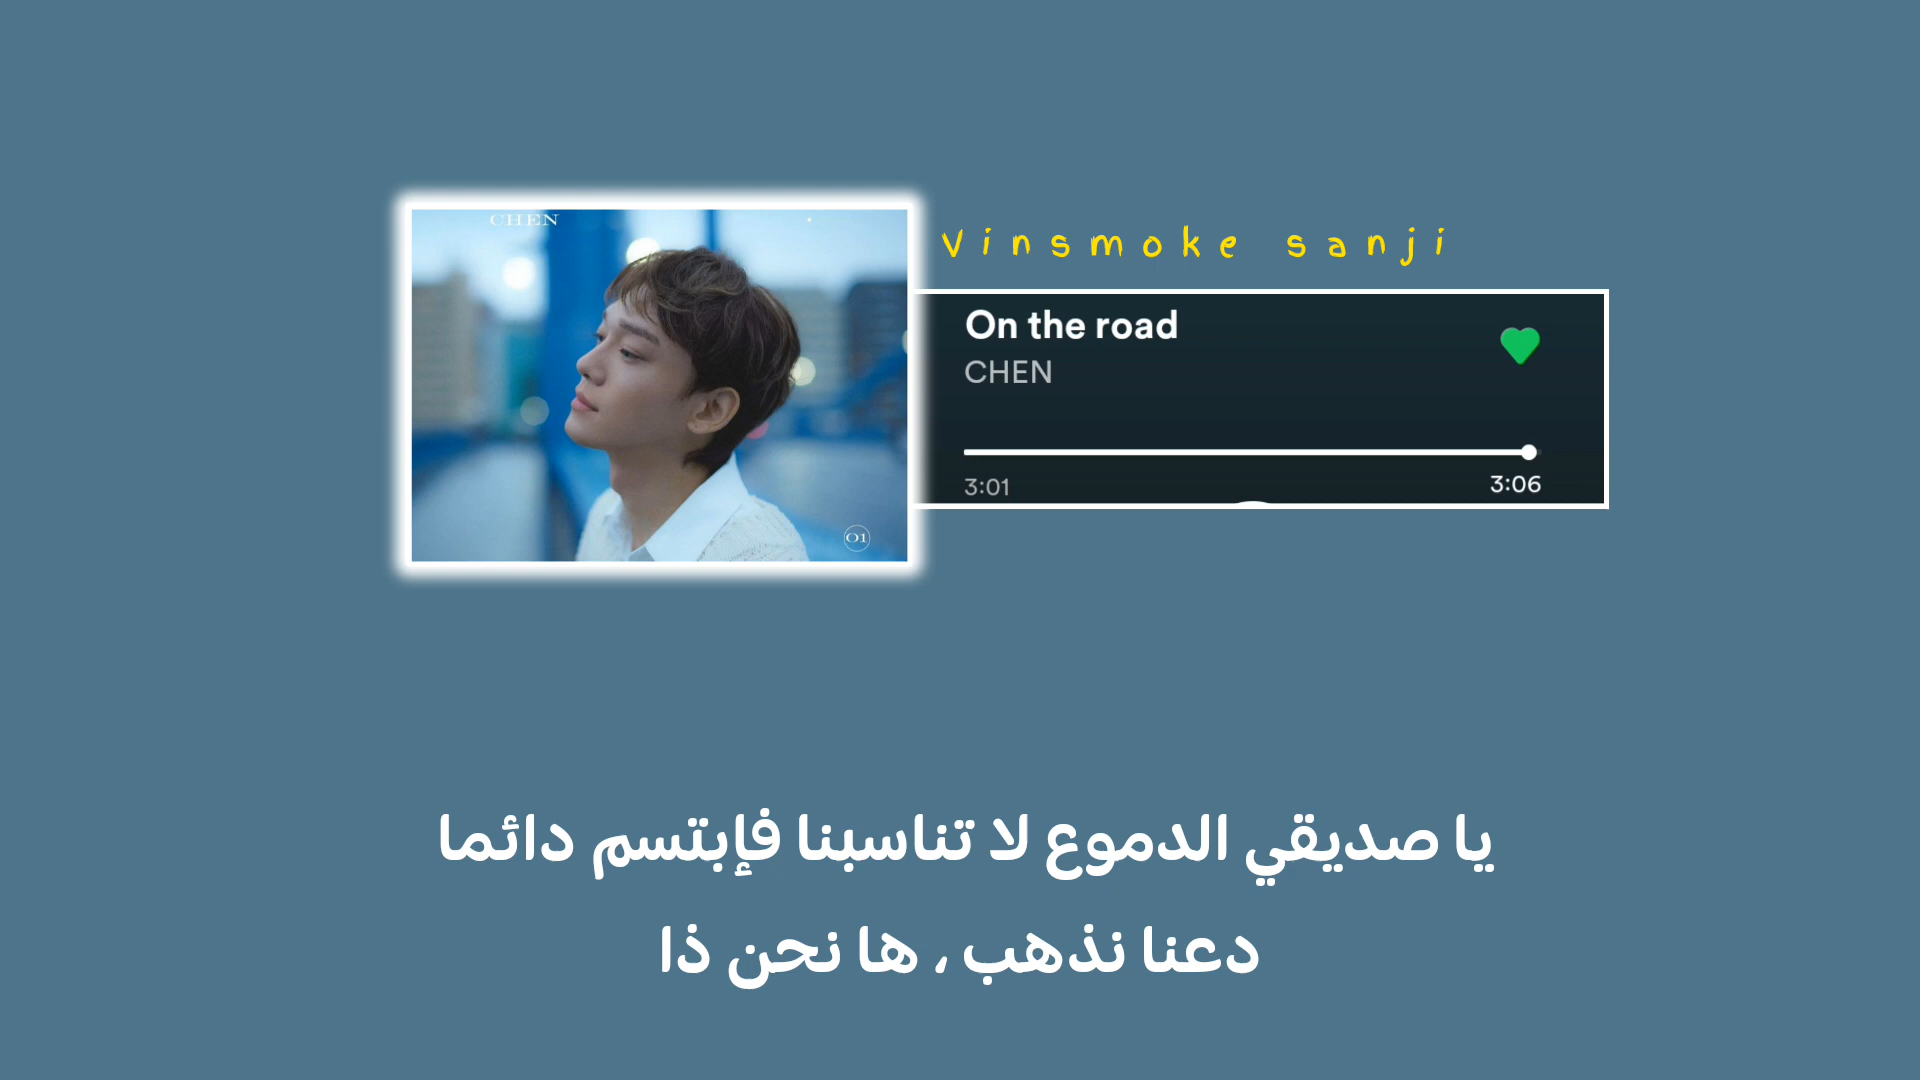 CHEN
01
Vinsmoke sanji
On the road
CHEN
3:01
3:06
يا صديقي الدموع لا تناسبنا فإبتسم دائما
دعنا نذهب ، ها نحن ذا